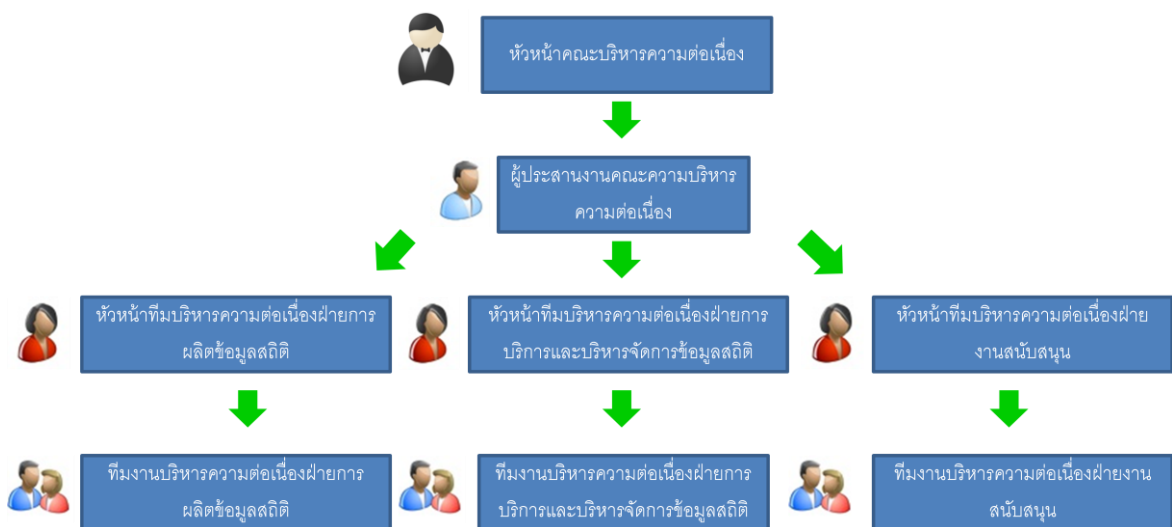 หัวหน้าคณะบริหารความต่อเนื่อง
ผู้ประสานงานคณะความบริหาร
ความต่อเนื่อง
หัวหน้าทีมบริหารความต่อเนื่องฝ่ายการ
ผลิตข้อมูลสถิติ
หัวหน้าทีมบริหารความต่อเนื่องฝ่ายการ
บริการและบริหารจัดการข้อมูลสถิติ
หัวหน้าทีมบริหารความต่อเนื่องฝ่าย
งานสนับสนุน
ทีมงานบริหารความต่อเนื่องฝ่ายการ
ผลิตข้อมูลสถิติ
ทีมงานบริหารความต่อเนื่องฝ่ายการ
บริการและบริหารจัดการข้อมูลสถิติ
ทีมงานบริหารความต่อเนื่องฝ่ายงาน
สนับสนุน